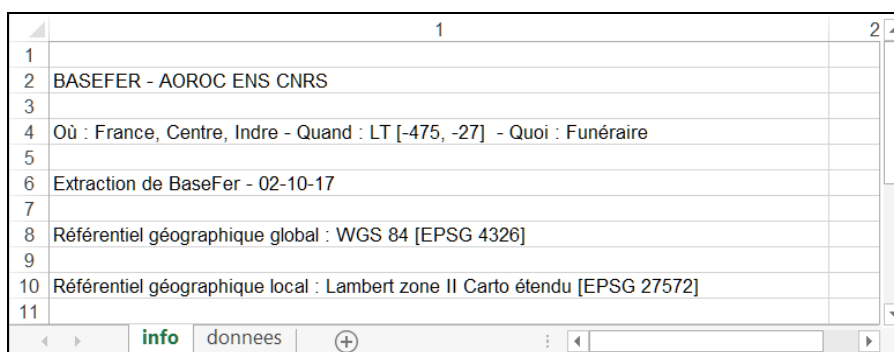 1 2
1
2 BASEFER - AOROC ENS CNRS
3
4 Où : France, Centre, Indre - Quand : LT [-475, -27]  - Quoi : Funéraire
5
6 Extraction de BaseFer - 02-10-17
7
8 Référentiel géographique global : WGS 84 [EPSG 4326]
9
10 Référentiel géographique local : Lambert zone II Carto étendu [EPSG 27572]
11
info donnees